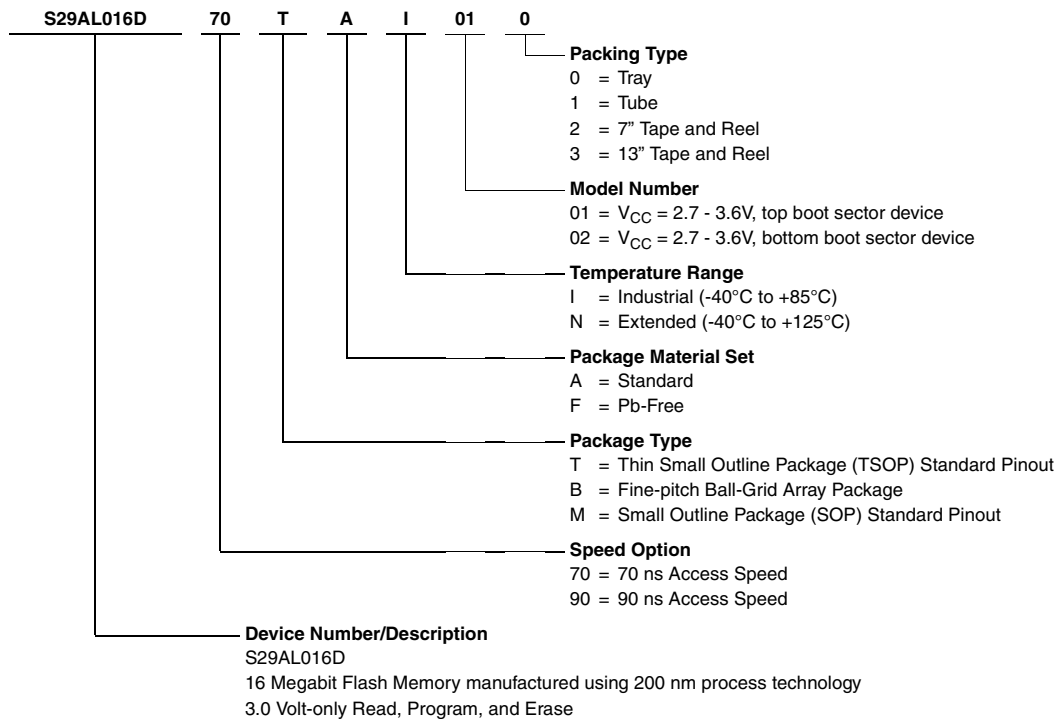 S29AL016D 70 T A I 01 0
Packing Type
0 = Tray
1 = Tube
2 = 7” Tape and Reel
3 = 13” Tape and Reel
Model Number
01 = VCC = 2.7 - 3.6V, top boot sector device
02 = VCC = 2.7 - 3.6V, bottom boot sector device
Temperature Range
I = Industrial (-40°C to +85°C)
N = Extended (-40°C to +125°C)
Package Material Set
A = Standard
F = Pb-Free
Package Type
T = Thin Small Outline Package (TSOP) Standard Pinout
B = Fine-pitch Ball-Grid Array Package
M = Small Outline Package (SOP) Standard Pinout
Speed Option
70 = 70 ns Access Speed
90 = 90 ns Access Speed
Device Number/Description
S29AL016D
16 Megabit Flash Memory manufactured using 200 nm process technology
3.0 Volt-only Read, Program, and Erase